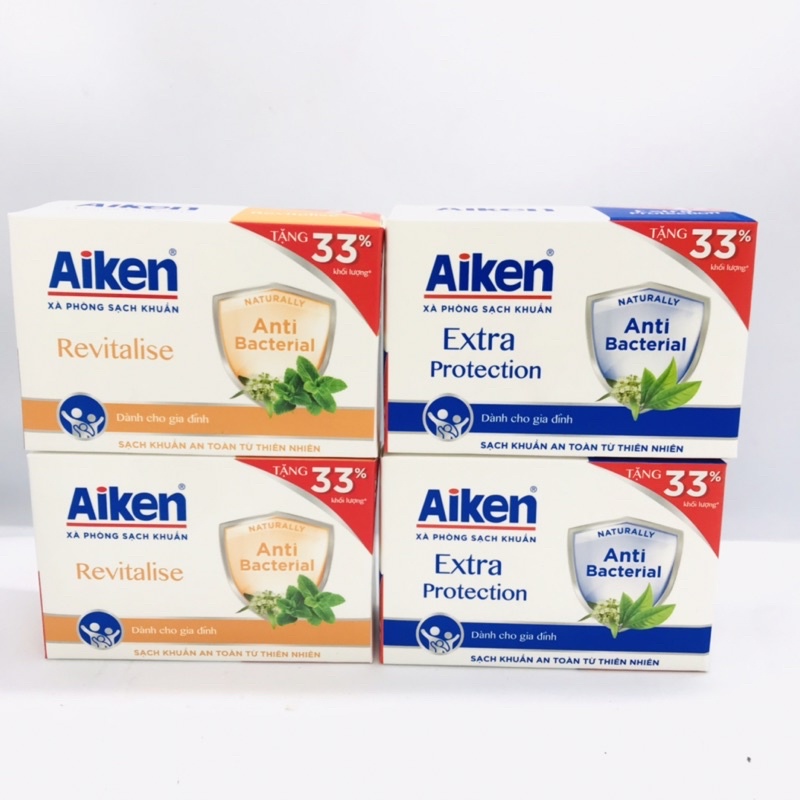 Aiken
TẶNG 33%
khối lượng*
Aiken®
XÀ PHÒNG SẠCH KHUẨN
Revitalise
NATURALLY
Anti
Bacterial
Dành cho gia đình
SẠCH KHUẨN AN TOÀN TỪ THIÊN NHIÊN
Protection
TẶNG 33%
khối lượng*
Aiken®
XÀ PHÒNG SẠCH KHUẨN
Extra
Protection
NATURALLY
Anti
Bacterial
Dành cho gia đình
SẠCH KHUẨN AN TOÀN TỪ THIÊN NHIÊN
TẶNG 33%
khối lượng*
Aiken®
XÀ PHÒNG SẠCH KHUẨN
Revitalise
NATURALLY
Anti
Bacterial
Dành cho gia đình
SẠCH KHUẨN AN TOÀN TỪ THIÊN NHIÊN
TẶNG 33%
khối lượng*
Aiken®
XÀ PHÒNG SẠCH KHUẨN
Extra
Protection
NATURALLY
Anti
Bacterial
Dành cho gia đình
SẠCH KHUẨN AN TOÀN TỪ THIÊN NHIÊN